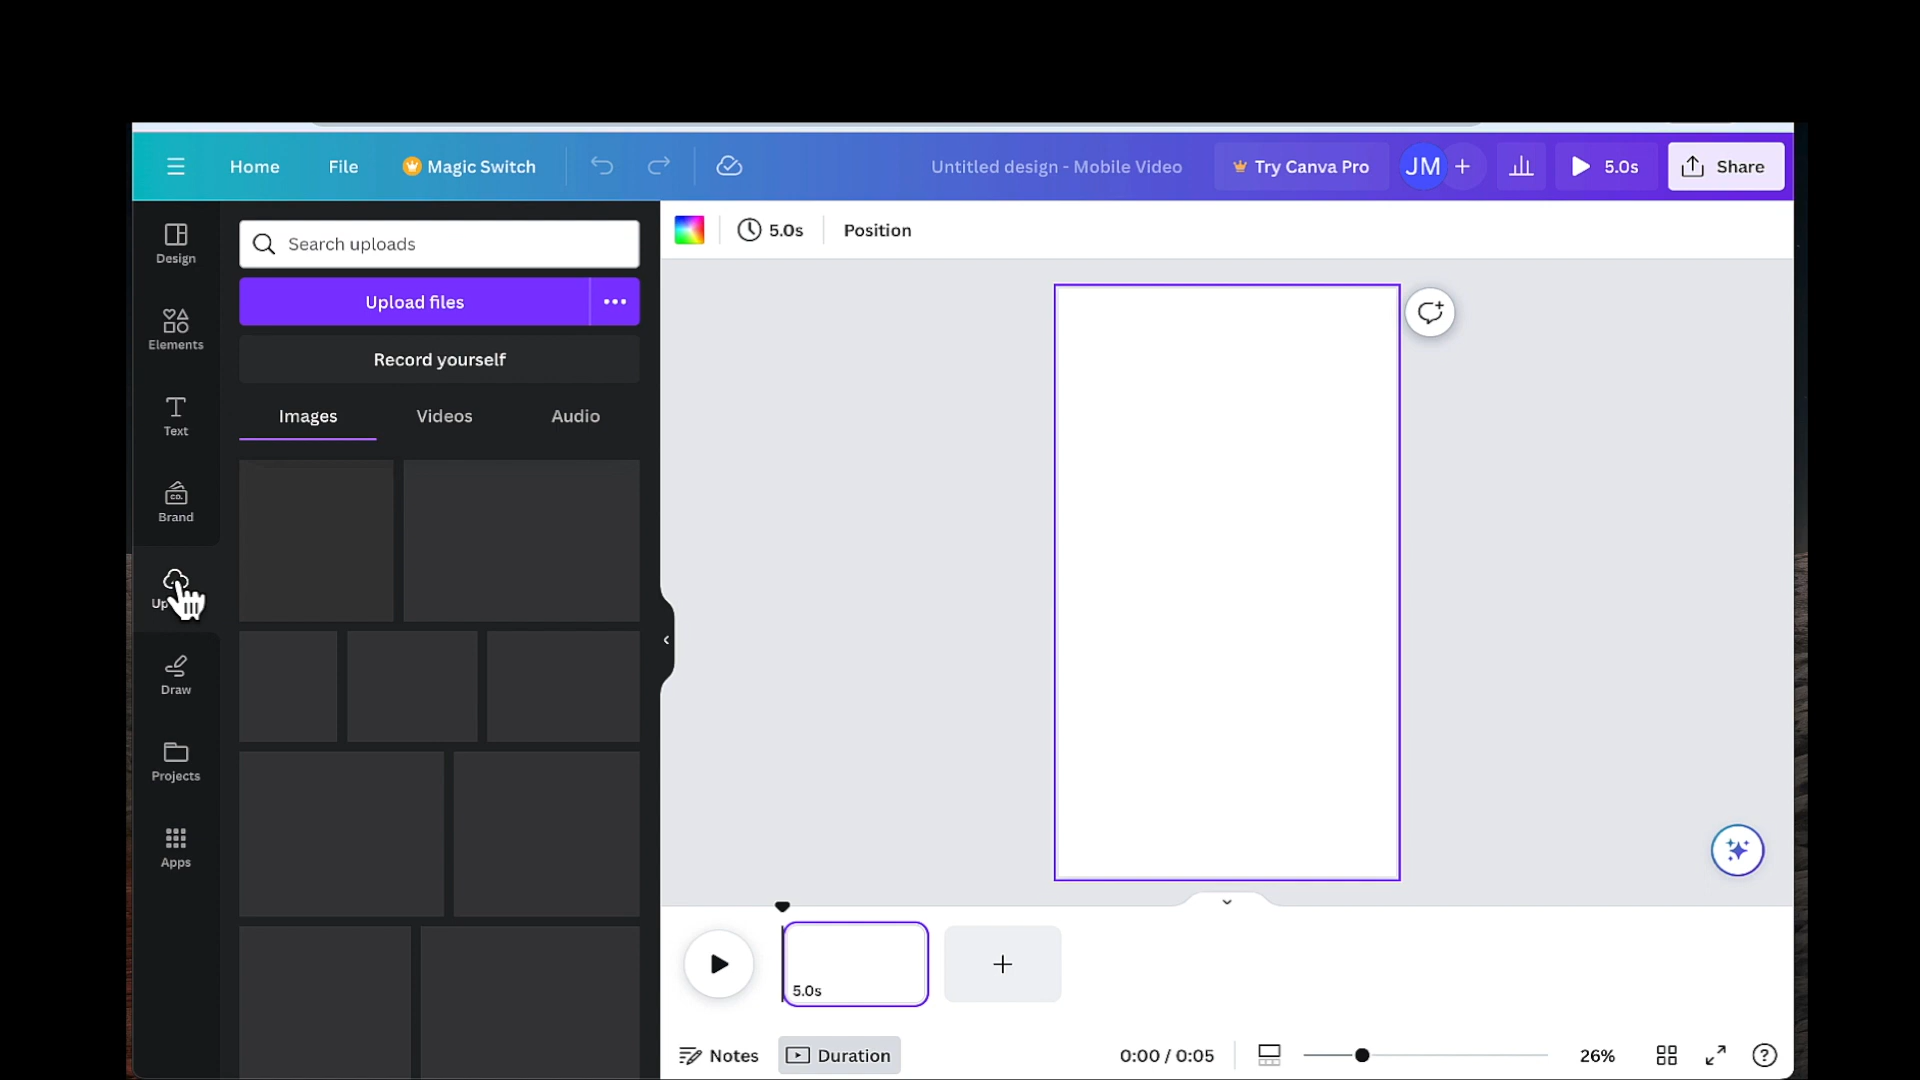 Home
File
Magic Switch
Untitled design - Mobile Video
Try Canva Pro
JM
5.0s
Share
Design
Elements
Text
CO.
Brand
Draw
Projects
Apps
Search uploads
Upload files
Record yourself
Images
Videos
Audio
5.0s
Position
5.0s
Notes
Duration
0:00 / 0:05
26%